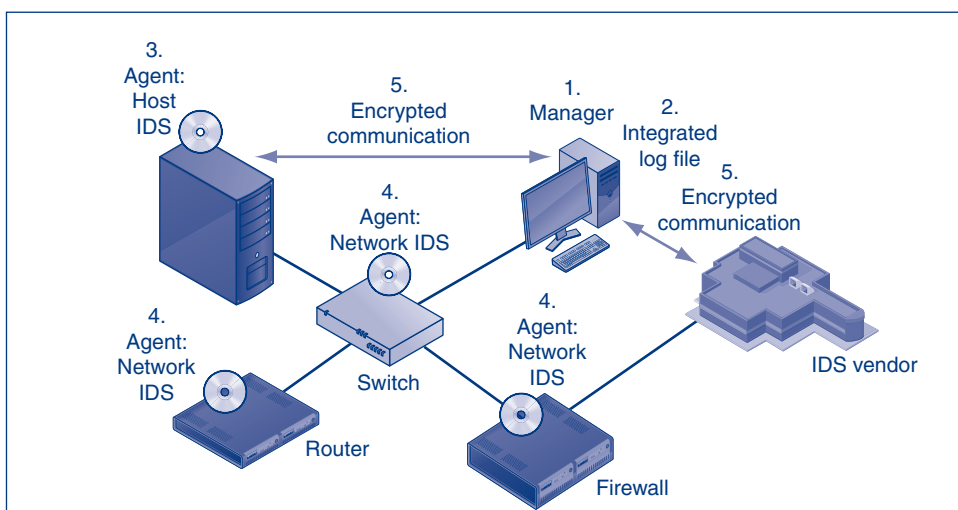 3.
Agent:
Host
IDS
5.
Encrypted
communication
1.
Manager
2.
Integrated
log file
5.
Encrypted
communication
4.
Agent:
Network IDS
4.
Agent:
Network
IDS
Switch
4.
Agent:
Network
IDS
IDS vendor
Router
Firewall